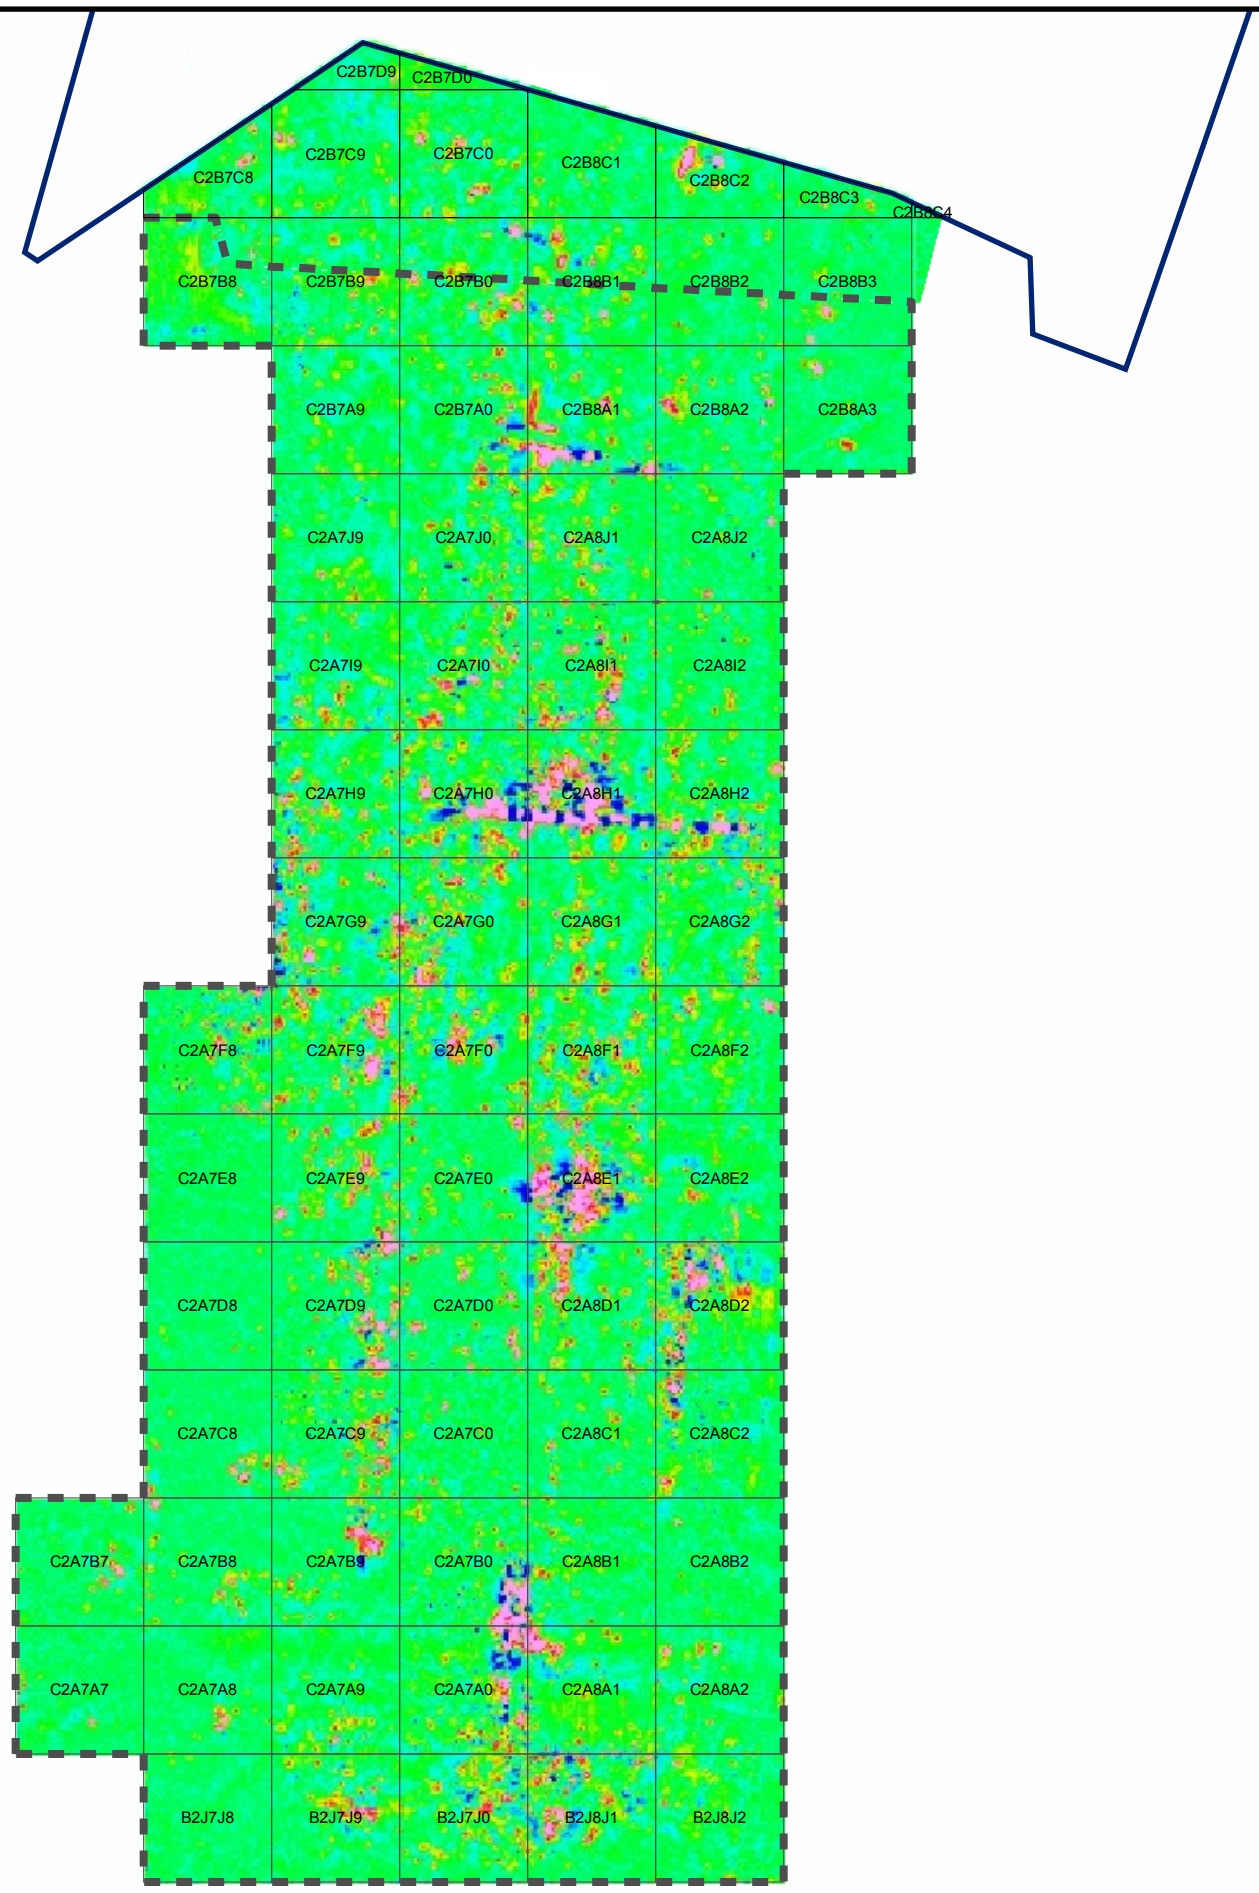 C2B7D9 C2B7D0
C2B7C8 C2B7C9 C2B7C0 C2B8C1 C2B8C2 C2B8C3 C2B8C4
C2B7B8 C2B7B9 C2B7B0 C2B8B1 C2B8B2 C2B8B3
C2B7A9 C2B7A0 C2B8A1 C2B8A2 C2B8A3
C2A7J9 C2A7J0 C2A8J1 C2A8J2
C2A7I9 C2A7I0 C2A8I1 C2A8I2
C2A7H9 C2A7H0 C2A8H1 C2A8H2
C2A7G9 C2A7G0 C2A8G1 C2A8G2
C2A7F8 C2A7F9 C2A7F0 C2A8F1 C2A8F2
C2A7E8 C2A7E9 C2A7E0 C2A8E1 C2A8E2
C2A7D8 C2A7D9 C2A7D0 C2A8D1 C2A8D2
C2A7C8 C2A7C9 C2A7C0 C2A8C1 C2A8C2
C2A7B7 C2A7B8 C2A7B9 C2A7B0 C2A8B1 C2A8B2
C2A7A7 C2A7A8 C2A7A9 C2A7A0 C2A8A1 C2A8A2
B2J7J8 B2J7J9 B2J7J0 B2J8J1 B2J8J2